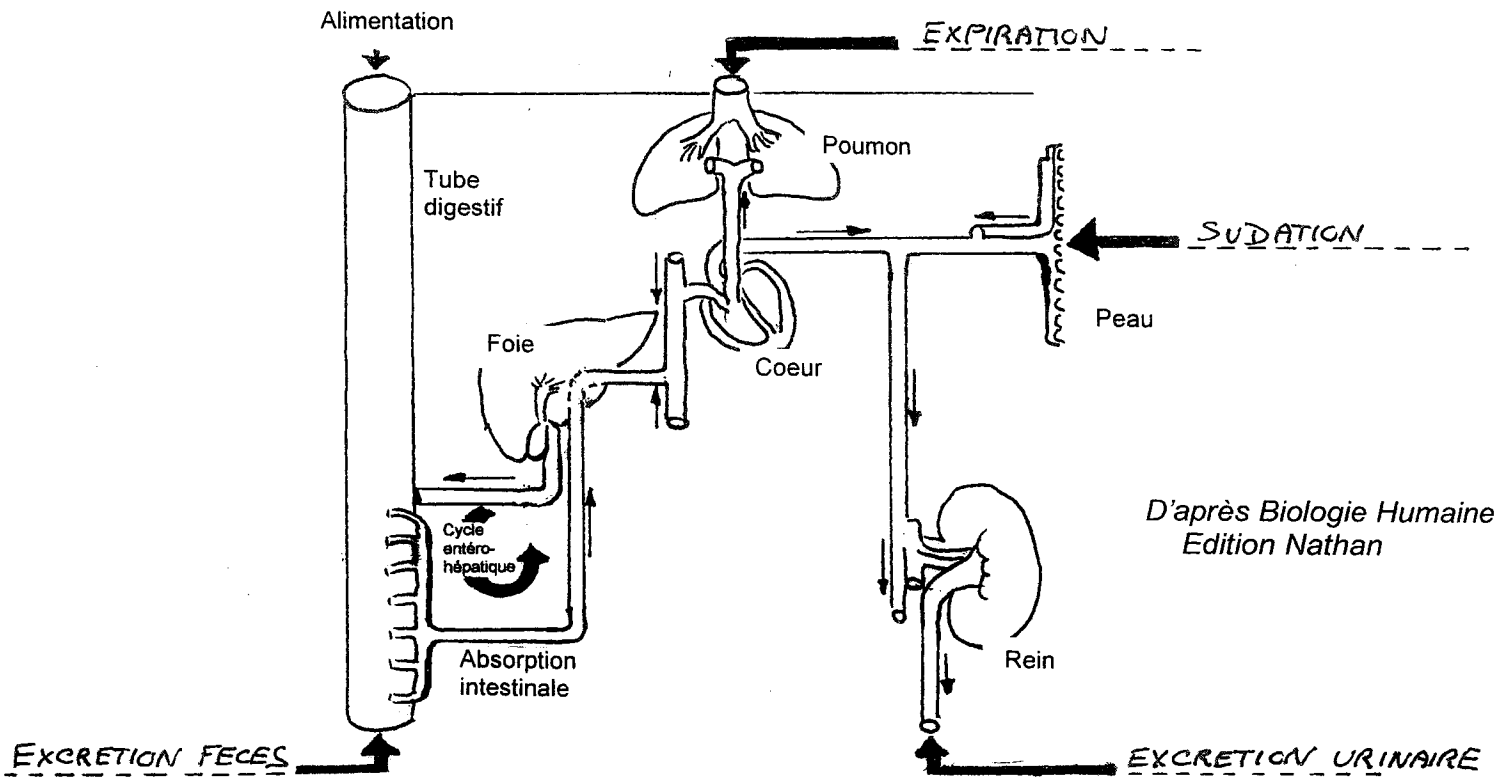 Alimentation
EXPIRATION
Poumon
Tube
digestif
SUDATION
Peau
Foie
Coeur
Cycle
entéro-
hépatique
D'après Biologie Humaine
Edition Nathan
Absorption
intestinale
Rein
EXCRETION FECES
EXCRETION URINAIRE